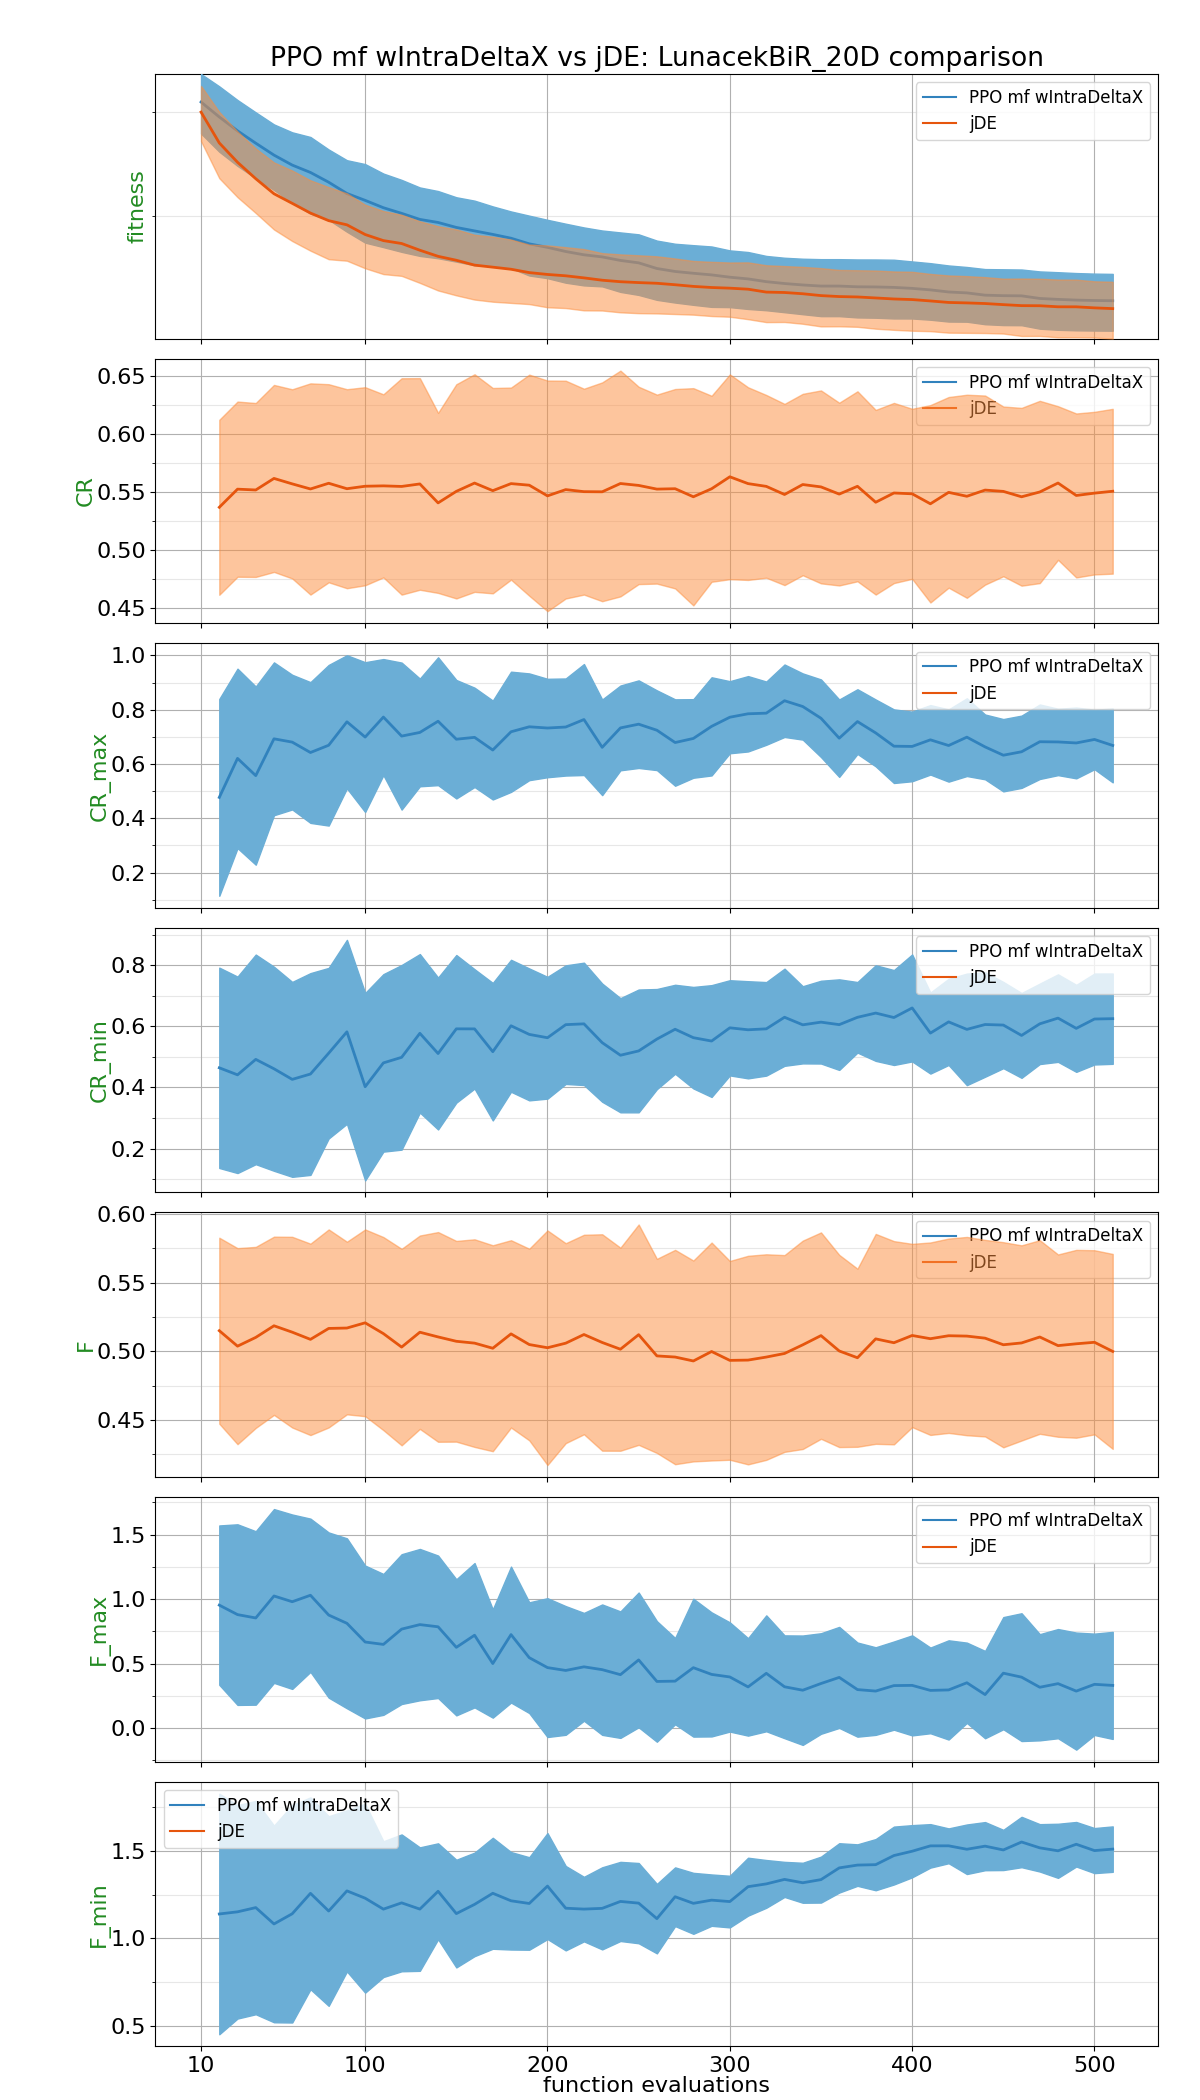 PPO mf wIntraDeltaX vs jDE: LunacekBiR_20D comparison
fitness
PPO mf wIntraDeltaX
jDE
CR
0.65
0.60
0.55
0.50
0.45
PPO mf wIntraDeltaX
jDE
CR_max
1.0
0.8
0.6
0.4
0.2
PPO mf wIntraDeltaX
jDE
CR_min
0.8
0.6
0.4
0.2
PPO mf wIntraDeltaX
jDE
F
0.60
0.55
0.50
0.45
PPO mf wIntraDeltaX
jDE
F_max
1.5
1.0
0.5
0.0
PPO mf wIntraDeltaX
jDE
F_min
1.5
1.0
0.5
PPO mf wIntraDeltaX
jDE
10 100 200 300 400 500
function evaluations